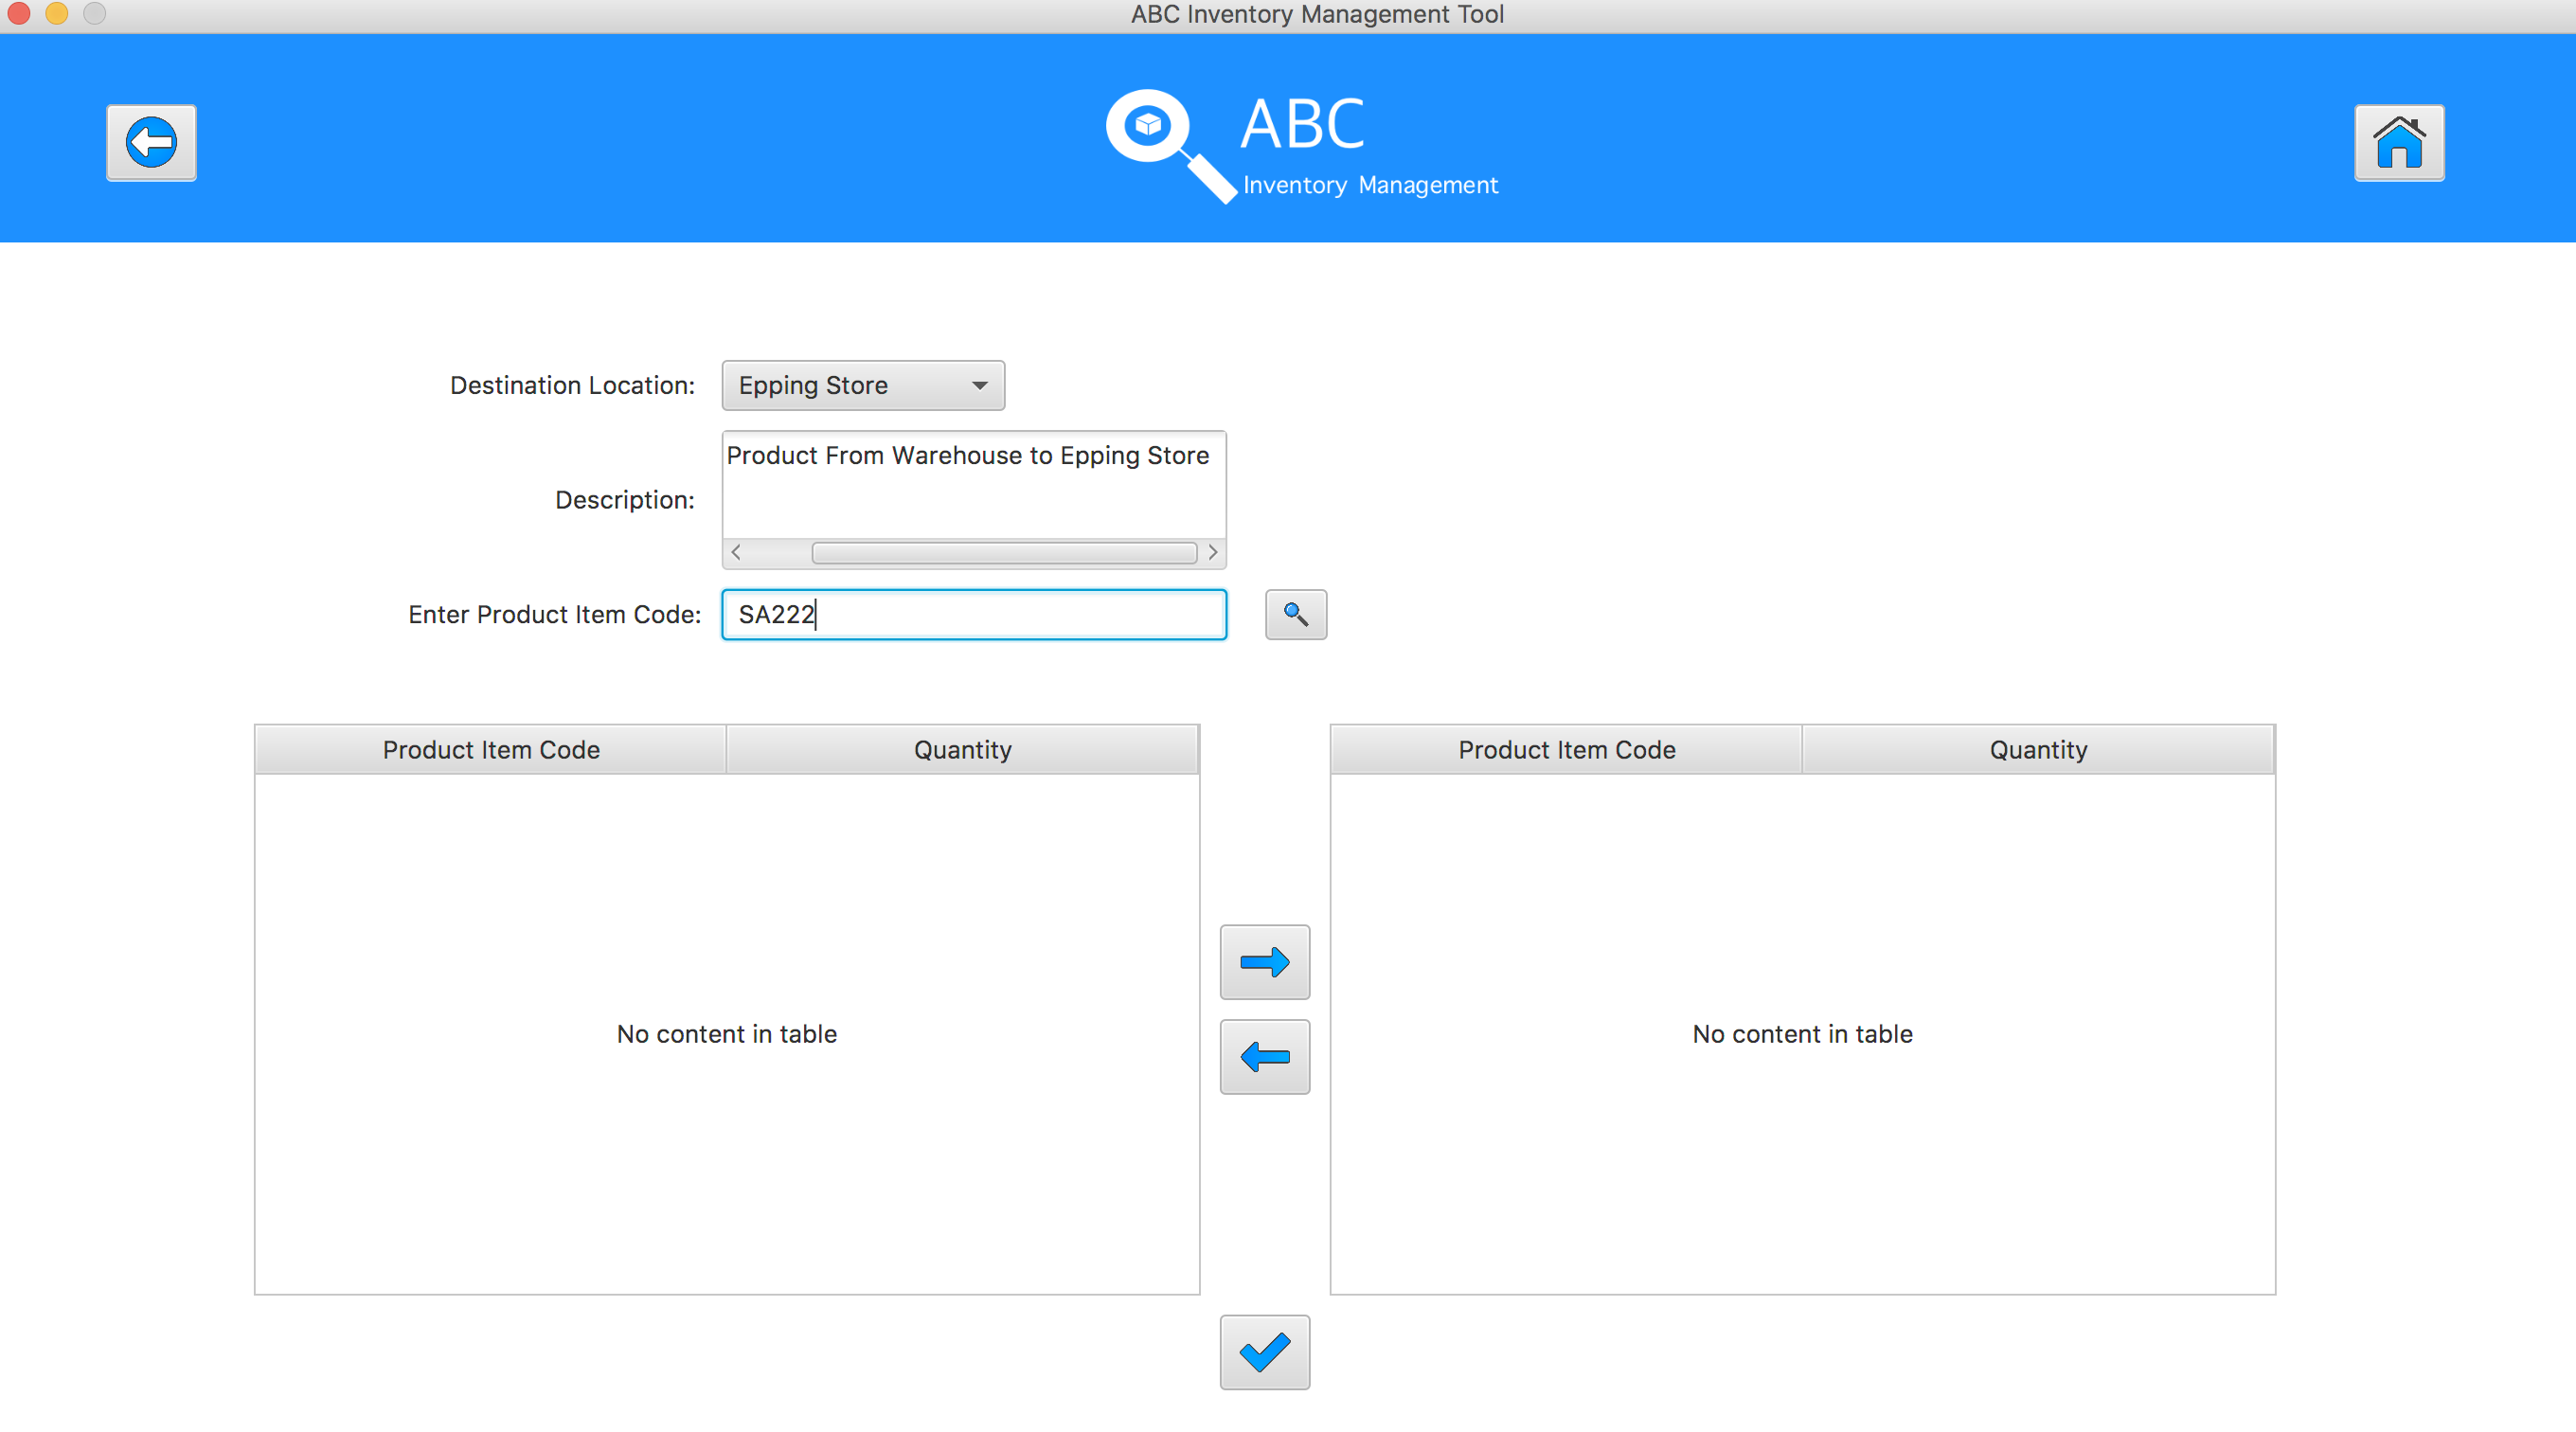 ABC Inventory Management Tool
ABC
Inventory Management
Destination Location: Epping Store
Product From Warehouse to Epping Store
Description:
Enter Product Item Code: SA222
Product Item Code Quantity Product Item Code Quantity
No content in table No content in table